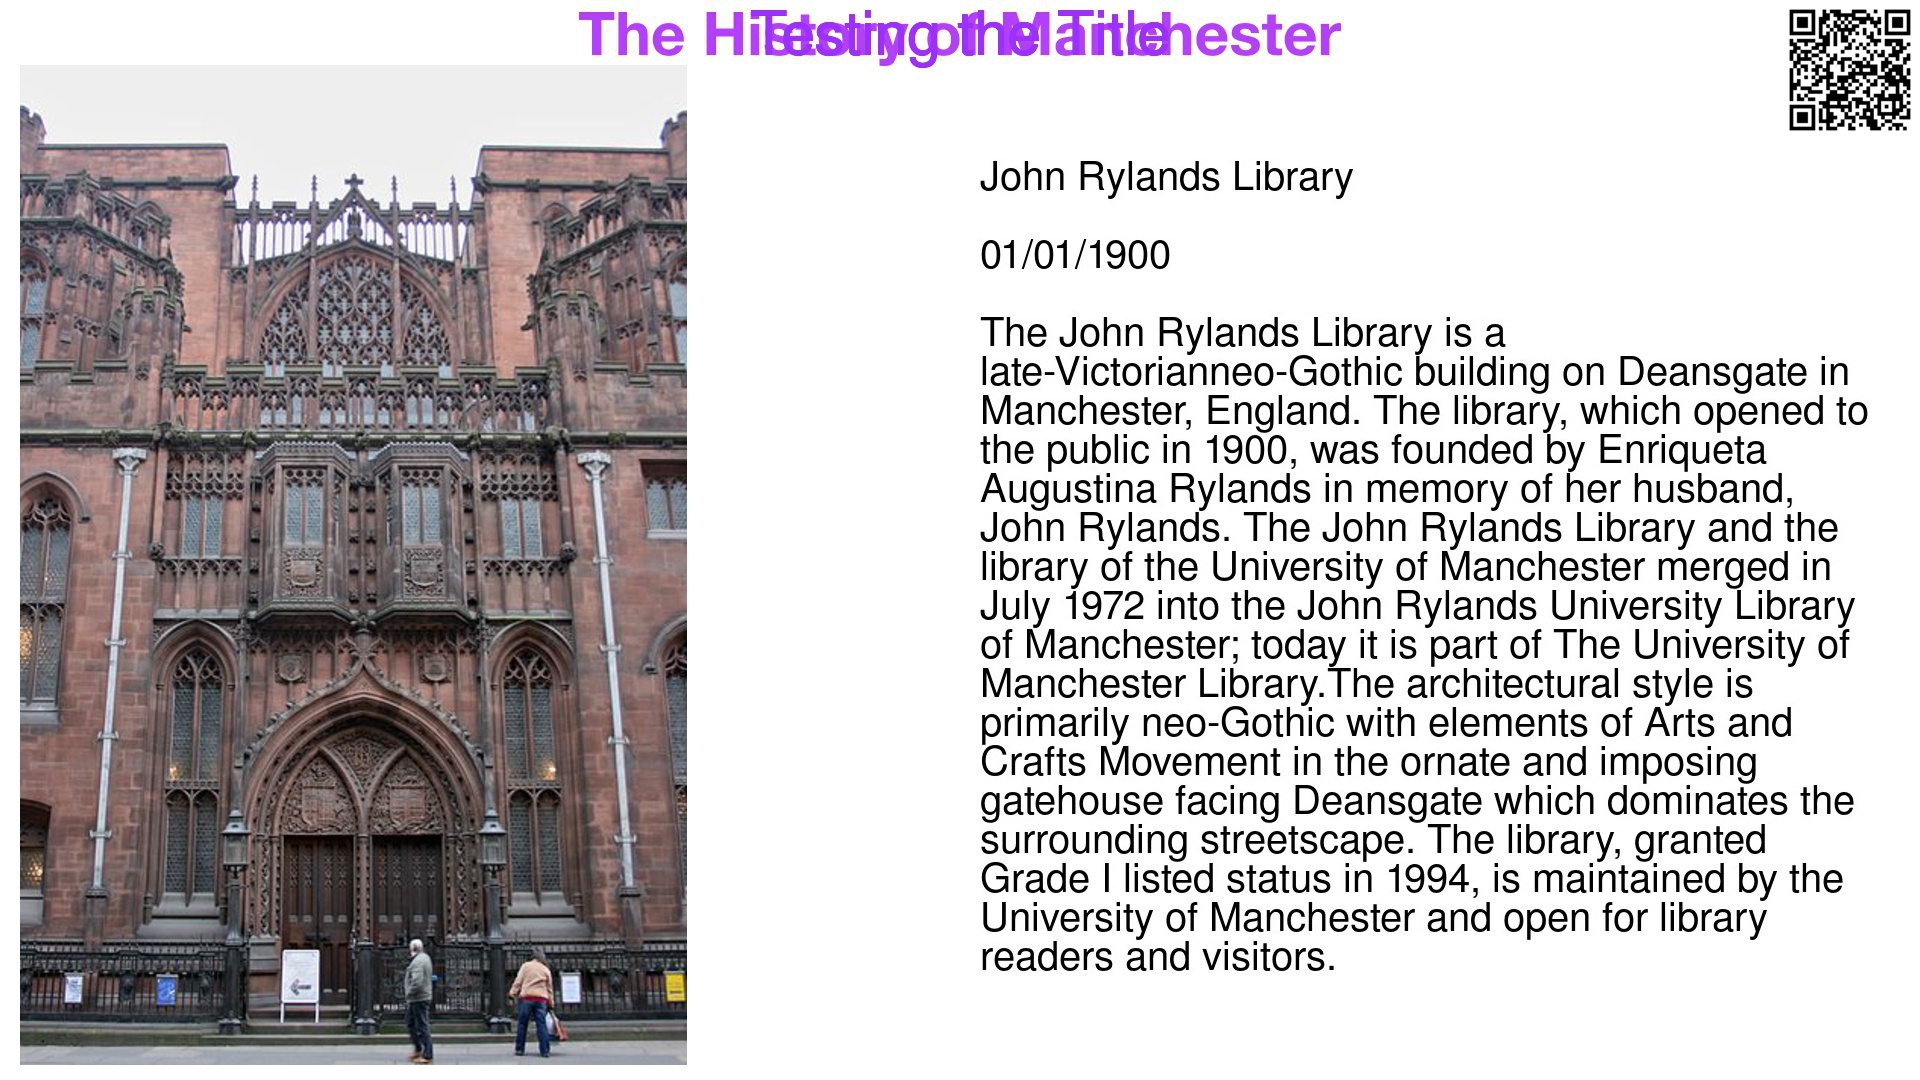 The History of Manchester
Testing the Title
John Rylands Library
01/01/1900
The John Rylands Library is a
late-Victorianneo-Gothic building on Deansgate in
Manchester, England. The library, which opened to
the public in 1900, was founded by Enriqueta
Augustina Rylands in memory of her husband,
John Rylands. The John Rylands Library and the
library of the University of Manchester merged in
July 1972 into the John Rylands University Library
of Manchester; today it is part of The University of
Manchester Library.The architectural style is
primarily neo-Gothic with elements of Arts and
Crafts Movement in the ornate and imposing
gatehouse facing Deansgate which dominates the
surrounding streetscape. The library, granted
Grade I listed status in 1994, is maintained by the
University of Manchester and open for library
readers and visitors.